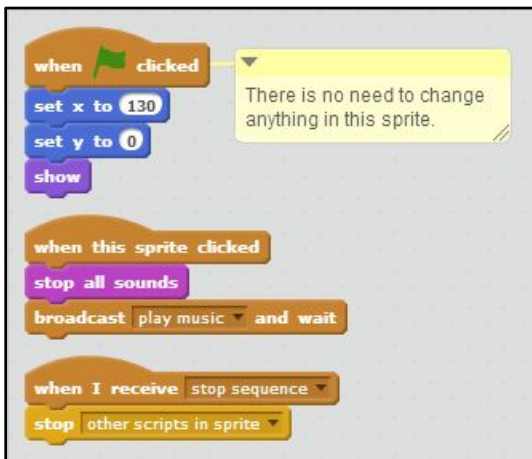 when clicked
There is no need to change
anything in this sprite.
set x to 130
set y to 0
show
when this sprite clicked
stop all sounds
broadcast play music and wait
when I receive stop sequence
stop other scripts in sprite